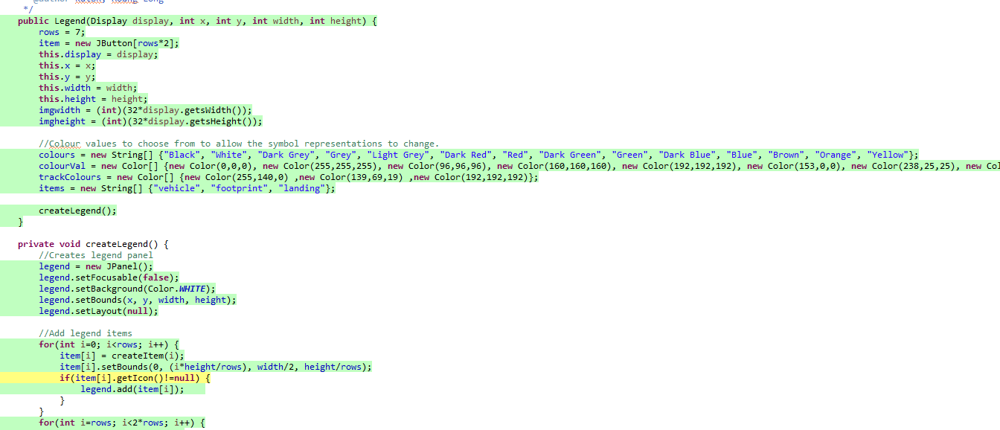 */
public Legend(Display display, int x, int y, int width, int height) {
rows = 7;
item = new JButton[rows*2];
this.display = display;
this.x = x;
this.y = y;
this.width = width;
this.height = height;
imgwidth = (int)(32*display.getsWidth());
imgheight = (int)(32*display.getsHeight());
//Colour values to choose from to allow the symbol representations to change.
colours = new String[] {"Black", "White", "Dark Grey", "Grey", "Light Grey", "Dark Red", "Red", "Dark Green", "Green", "Dark Blue", "Blue", "Brown", "Orange", "Yellow"};
colourVal = new Color[] {new Color(0,0,0), new Color(255,255,255), new Color(96,96,96), new Color(160,160,160), new Color(192,192,192), new Color(153,0,0), new Color(238,25,25), new Col
trackColours = new Color[] {new Color(255,140,0) ,new Color(139,69,19) ,new Color(192,192,192)};
items = new String[] {"vehicle", "footprint", "landing"};
createLegend();
}
private void createLegend() {
//Creates legend panel
legend = new JPanel();
legend.setFocusable(false);
legend.setBackground(Color.WHITE);
legend.setBounds(x, y, width, height);
legend.setLayout(null);
//Add legend items
for(int i=0; i<rows; i++) {
item[i] = createItem(i);
item[i].setBounds(0, (i*height/rows), width/2, height/rows);
if(item[i].getIcon()!=null) {
legend.add(item[i]);
}
}
for(int i=rows; i<2*rows; i++) {